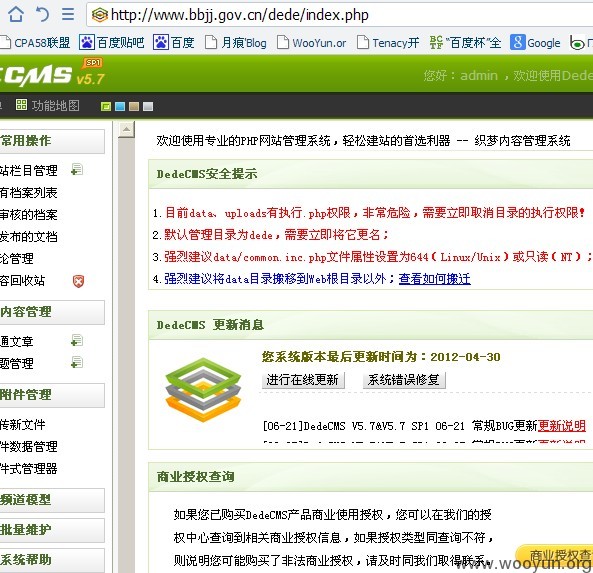 http://www.bbjj.gov.cn/dede/index.php
CPA58联盟 百度贴吧 百度 月痕'Blog WooYun.or Tenacy开 “百度杯”全 Google
CMS v5.7 SP1
您好：admin ，欢迎使用Dede
功能地图
常用操作
站栏目管理
有档案列表
审核的档案
发布的文档
论管理
容回收站
内容管理
通文章
题管理
附件管理
传新文件
件数据管理
件式管理器
频道模型
批量维护
系统帮助
欢迎使用专业的PHP网站管理系统，轻松建站的首选利器 -- 织梦内容管理系统
DedeCMS安全提示
1.目前data、uploads有执行.php权限，非常危险，需要立即取消目录的执行权限！
2.默认管理目录为dede，需要立即将它更名；
3.强烈建议data/common.inc.php文件属性设置为644（Linux/Unix）或只读（NT）；
4.强烈建议将data目录搬移到Web根目录以外；查看如何搬迁
DedeCMS 更新消息
您系统版本最后更新时间为：2012-04-30
进行在线更新 系统错误修复
[06-21]DedeCMS V5.7&V5.7 SP1 06-21 常规BUG更新更新说明
商业授权查询
如果您已购买DedeCMS产品商业使用授权，您可以在我们的授
权中心查询到相关商业授权信息，如果授权类型同查询不符，
则说明您可能购买了非法商业授权，请及时同我们取得联系。
商业授权查
www.wooyun.org